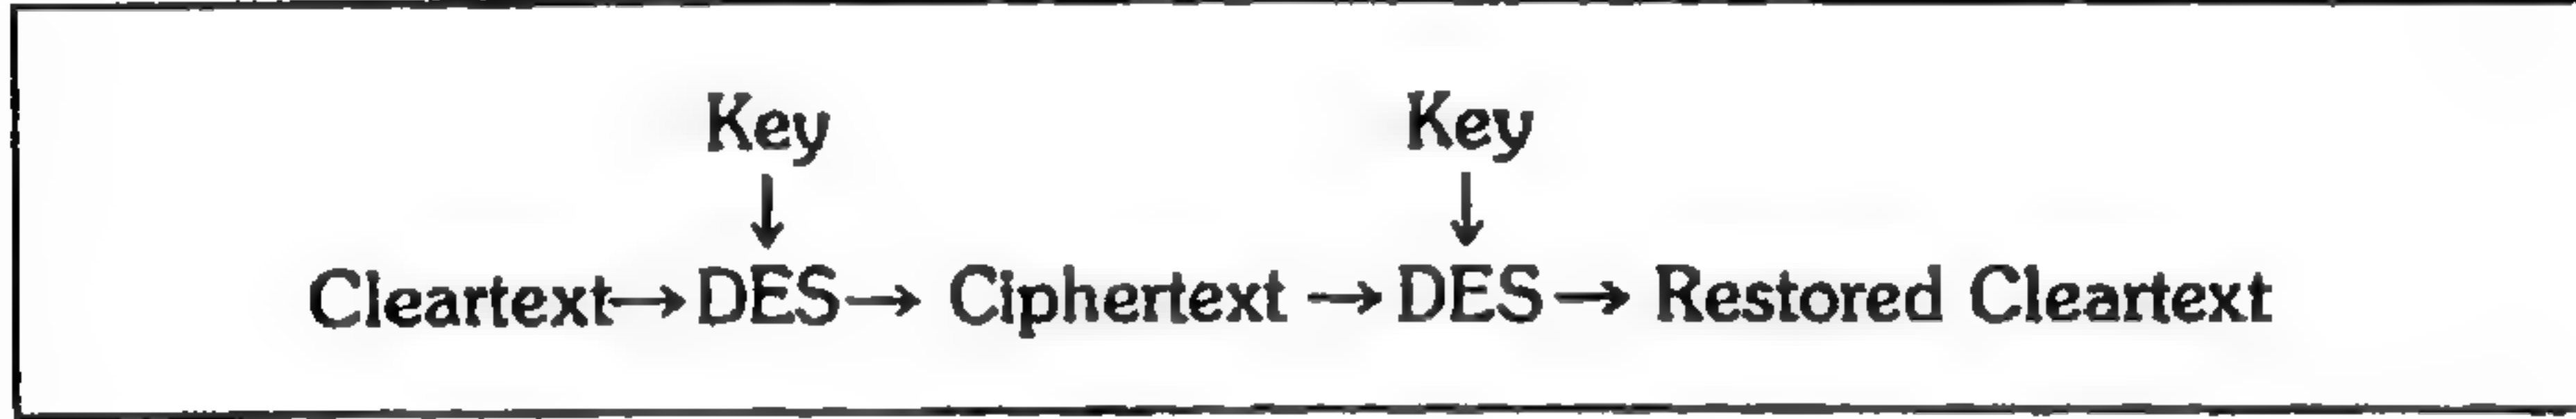 Key Key
Cleartext→DES→ Ciphertext →DES→ Restored Cleartext